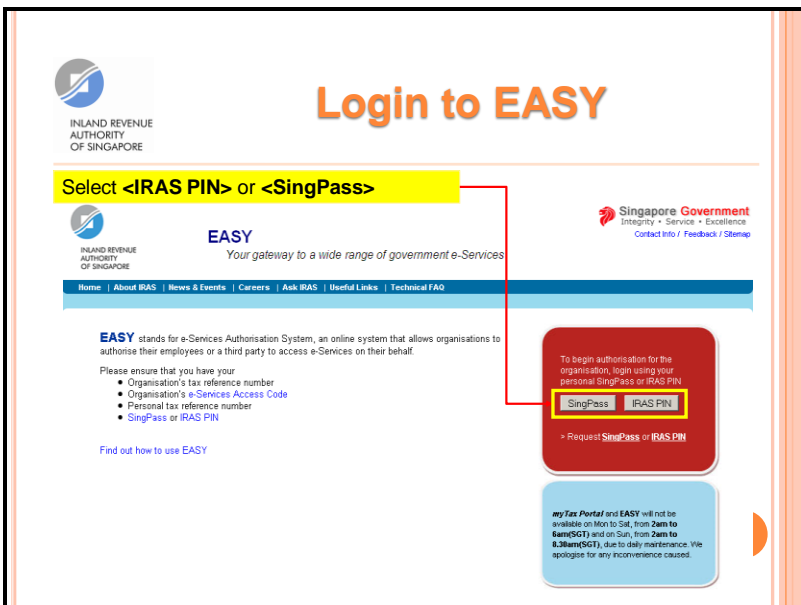 INLAND REVENUE
AUTHORITY
OF SINGAPORE
Login to EASY
Select <IRAS PIN> or <SingPass>
INLAND REVENUE
AUTHORITY
OF SINGAPORE
EASY
Your gateway to a wide range of government e-Services
Singapore Government
Integrity • Service • Excellence
Contact Info / Feedback / Sitemap
Home | About IRAS | News & Events | Careers | Ask IRAS | Useful Links | Technical FAQ
EASY stands for e-Services Authorisation System, an online system that allows organisations to
authorise their employees or a third party to access e-Services on their behalf.
Please ensure that you have your
• Organisation's tax reference number
• Organisation's e-Services Access Code
• Personal tax reference number
• SingPass or IRAS PIN
Find out how to use EASY
To begin authorisation for the
organisation, login using your
personal SingPass or IRAS PIN
SingPass IRAS PIN
> Request SingPass or IRAS PIN
myTax Portal and EASY will not be
available on Mon to Sat, from 2am to
6am(SGT) and on Sun, from 2am to
8.30am(SGT), due to daily maintenance. We
apologise for any inconvenience caused.